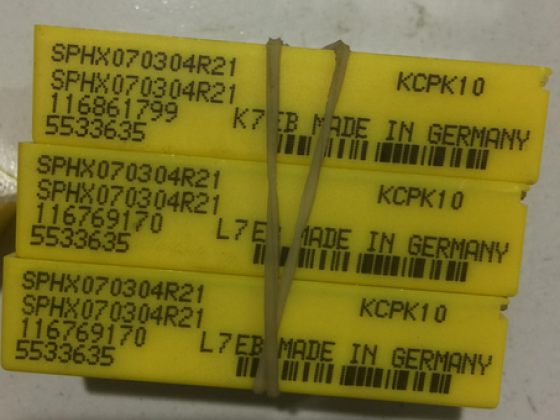 SPHX070304R21
SPHX070304R21 KCPK10
116861799
5533635 K7EB MADE IN GERMANY
SPHX070304R21
SPHX070304R21 KCPK10
116769170
5533635 L7EB MADE IN GERMANY
SPHX070304R21
SPHX070304R21 KCPK10
116769170
5533635 L7EB MADE IN GERMANY